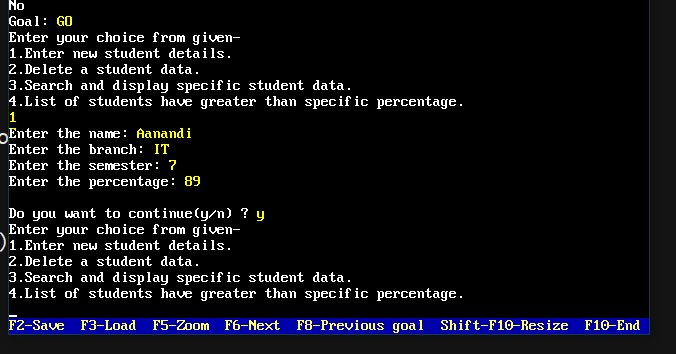 No
Goal: GO
Enter your choice from given-
1.Enter new student details.
2.Delete a student data.
3.Search and display specific student data.
4.List of students have greater than specific percentage.
1
Enter the name: Aanandi
Enter the branch: IT
Enter the semester: 7
Enter the percentage: 89
Do you want to continue(y/n) ? y
Enter your choice from given-
1.Enter new student details.
2.Delete a student data.
3.Search and display specific student data.
4.List of students have greater than specific percentage.
F2-Save F3-Load F5-Zoom F6-Next F8-Previous goal Shift-F10-Resize F10-End